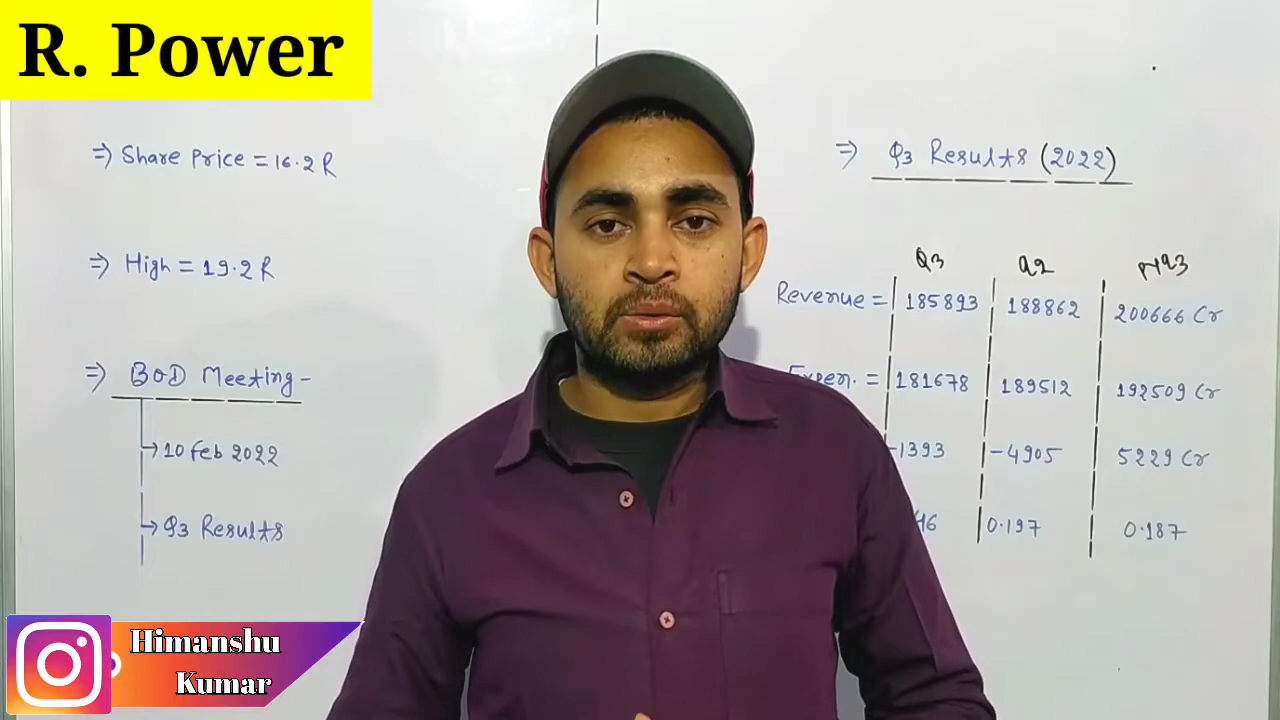 R. Power
⇒ Share Price = 16.2 R
⇒ High = 19.2 R
⇒ BOD Meeting -
→ 10 Feb 2022
→ Q3 Results
⇒ Q3 Results (2022)
Q3 Q2
Revenue = 185893 188862 200666 Cr
Expen. = 181678 189512 192509 Cr
-1393 -4905 5229 Cr
46 0.197 0.187
Himanshu
Kumar